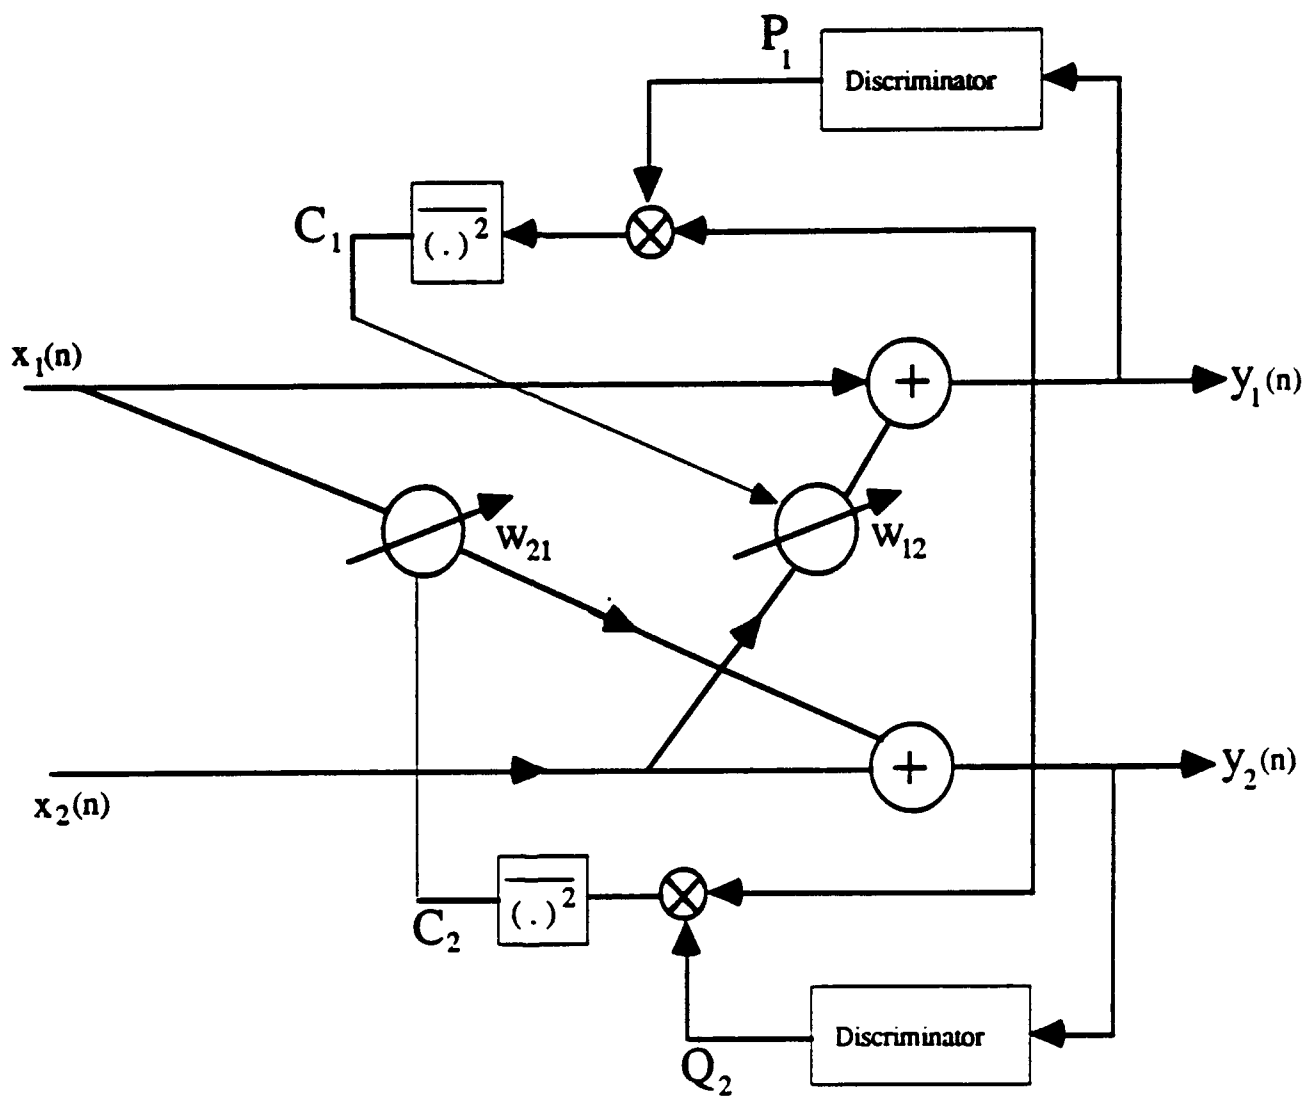 P₁
Discriminator
C₁
(.)²
x₁(n)
+
y₁(n)
w₂₁
w₁₂
+
y₂(n)
x₂(n)
(.)²
C₂
Discriminator
Q₂